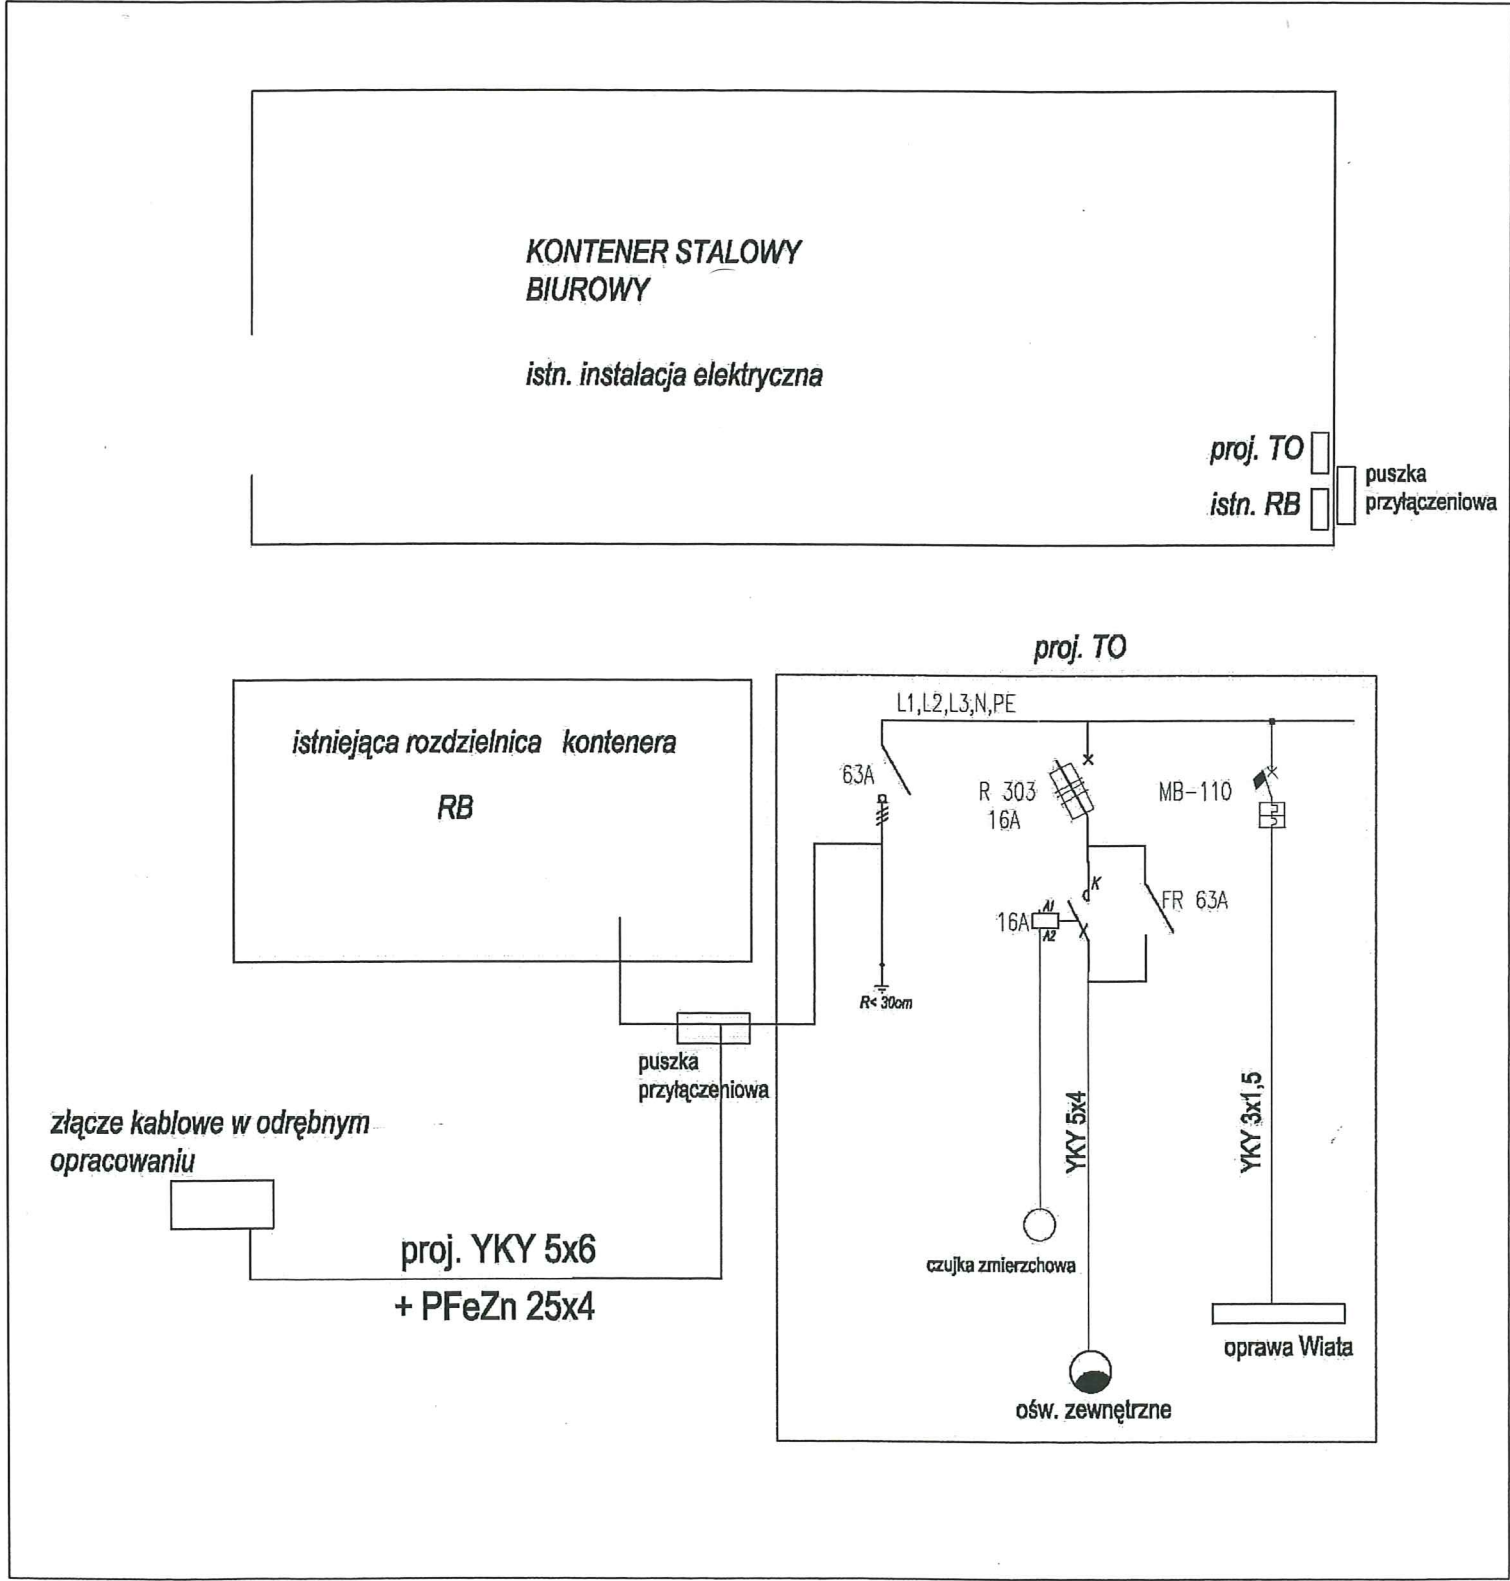 KONTENER STALOWY
BIUROWY
istn. instalacja elektryczna
proj. TO
istn. RB
puszka
przyłączeniowa
proj. TO
istniejąca rozdzielnica kontenera
RB
L1,L2,L3,N,PE
63A
R 303
16A
MB-110
K
FR 63A
16A
A1
A2
R< 30om
puszka
przyłączeniowa
złącze kablowe w odrębnym
opracowaniu
proj. YKY 5x6
+ PFeZn 25x4
YKY 5x4
YKY 3x1,5
czujka zmierzchowa
oprawa Wiata
ośw. zewnętrzne